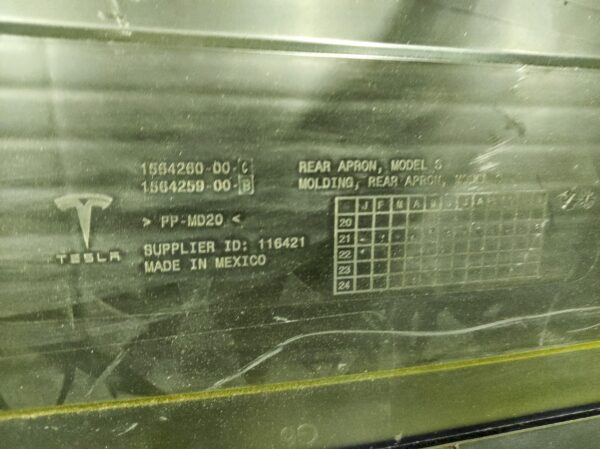 1564260-00-C REAR APRON, MODEL S
1564259-00-B MOLDING, REAR APRON,
> PP-MD20 <
SUPPLIER ID: 116421
MADE IN MEXICO
TESLA
J F M A M J J A
20
21
22
23
24